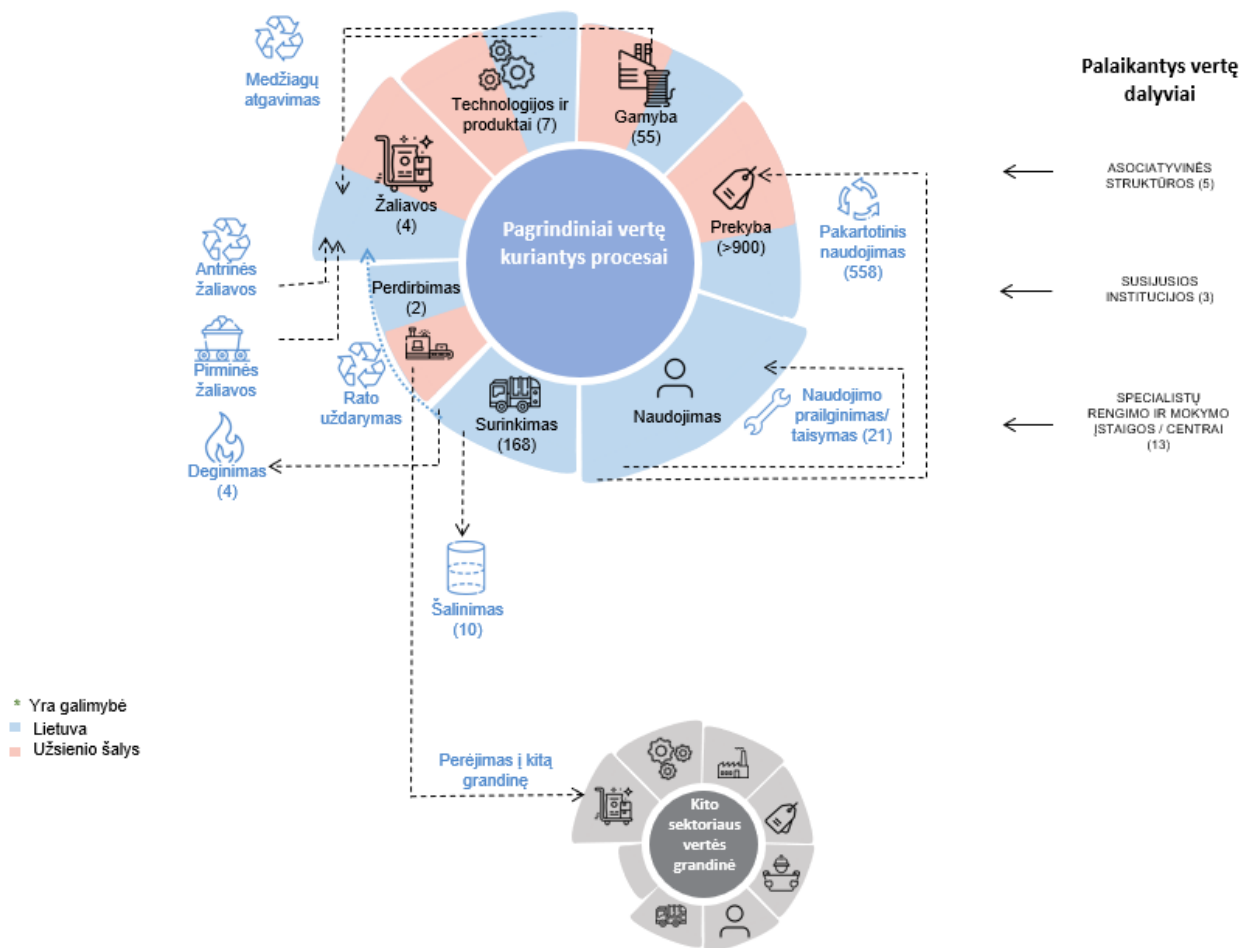 Medžiagų
atgavimas
Technologijos ir
produktai (7)
Gamyba
(55)
Žaliavos
(4)
Prekyba
(>900)
Pagrindiniai vertę
kuriantys procesai
Pakartotinis
naudojimas
(558)
Antrinės
žaliavos
Pirminės
žaliavos
Perdirbimas
(2)
Rato
uždarymas
Surinkimas
(168)
Naudojimas
Naudojimo
prailginimas/
taisymas (21)
Deginimas
(4)
Šalinimas
(10)
Palaikantys vertę
dalyviai
ASOCIATYVINĖS
STRUKTŪROS (5)
SUSIJUSIOS
INSTITUCIJOS (3)
SPECIALISTŲ
RENGIMO IR MOKYMO
ĮSTAIGOS / CENTRAI
(13)
* Yra galimybė
Lietuva
Užsienio šalys
Perėjimas į kitą
grandinę
Kito
sektoriaus
vertės
grandinė